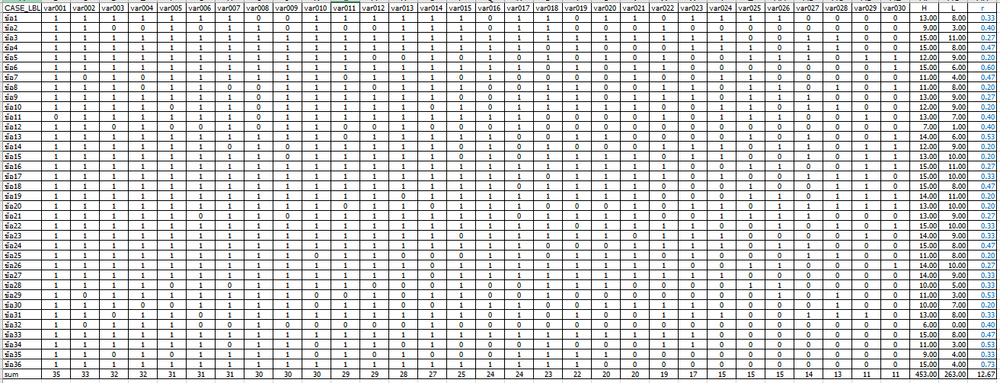 CASE_LBL var001 var002 var003 var004 var005 var006 var007 var008 var009 var010 var011 var012 var013 var014 var015 var016 var017 var018 var019 var020 var021 var022 var023 var024 var025 var026 var027 var028 var029 var030 H L r
ข้อ1 1 1 1 1 1 1 1 0 0 1 1 1 1 1 1 0 1 1 1 1 1 0 1 1 1 0 0 0 0 0 13.00 8.00 0.33
ข้อ2 1 1 0 0 1 0 1 1 0 1 0 0 1 1 1 0 1 1 1 0 0 0 0 0 0 0 0 0 0 0 9.00 3.00 0.40
ข้อ3 1 1 1 1 1 1 1 1 1 1 1 1 1 1 1 1 1 1 1 1 1 1 1 1 0 0 1 1 0 0 15.00 11.00 0.27
ข้อ4 1 1 1 1 1 1 1 1 1 1 1 1 1 1 1 1 1 0 1 0 0 0 1 1 1 1 1 0 0 0 15.00 8.00 0.47
ข้อ5 1 1 1 1 1 1 1 1 1 1 1 0 0 1 0 1 0 1 0 1 0 1 0 0 1 1 1 0 1 1 12.00 9.00 0.20
ข้อ6 1 1 1 1 1 1 1 1 1 1 1 1 1 1 1 1 1 0 0 1 0 1 1 0 1 0 0 0 0 0 15.00 6.00 0.60
ข้อ7 1 0 1 0 1 1 1 1 1 1 0 1 1 1 0 1 0 0 0 0 0 1 0 1 1 0 0 0 0 0 11.00 4.00 0.47
ข้อ8 1 1 1 0 1 1 0 0 1 1 1 0 1 1 1 0 1 1 0 1 1 1 0 0 0 1 0 0 1 1 11.00 8.00 0.20
ข้อ9 1 1 1 1 1 1 1 0 1 1 1 1 1 1 0 0 1 1 1 0 1 1 1 0 1 1 1 0 0 0 13.00 9.00 0.27
ข้อ10 1 1 1 1 0 1 1 0 1 1 1 1 1 0 1 0 1 1 0 1 1 1 0 0 1 1 0 1 1 0 12.00 9.00 0.20
ข้อ11 0 1 1 1 1 1 1 0 1 1 1 1 1 1 1 1 1 0 0 0 0 1 0 1 1 1 0 0 1 0 13.00 7.00 0.40
ข้อ12 1 1 0 1 0 0 1 0 1 0 0 1 1 0 0 0 1 0 0 0 0 0 0 0 0 0 0 0 0 0 7.00 1.00 0.40
ข้อ13 1 1 1 1 1 1 1 1 1 1 0 1 1 1 1 1 0 0 1 1 0 0 0 0 1 0 1 0 0 1 14.00 6.00 0.53
ข้อ14 1 1 1 1 1 1 0 1 0 1 1 1 1 1 0 1 0 1 0 0 0 1 1 1 0 1 1 1 0 1 12.00 9.00 0.20
ข้อ15 1 1 1 1 1 1 1 1 0 1 1 1 1 1 0 1 0 1 1 1 1 1 1 1 0 0 1 0 0 1 13.00 10.00 0.20
ข้อ16 1 1 1 1 1 1 1 1 1 1 1 1 1 1 1 1 1 1 1 1 1 1 0 0 1 1 0 1 0 1 15.00 11.00 0.27
ข้อ17 1 1 1 1 1 1 1 1 1 1 1 1 1 1 1 1 1 0 1 1 1 1 0 0 0 1 1 0 1 1 15.00 10.00 0.33
ข้อ18 1 1 1 1 1 1 1 1 1 1 1 1 1 1 1 1 0 1 1 1 1 0 0 0 1 0 0 1 1 0 15.00 8.00 0.47
ข้อ19 1 1 1 1 1 1 1 1 1 1 1 1 0 1 1 1 1 1 1 1 1 0 0 0 1 0 1 1 1 1 14.00 11.00 0.20
ข้อ20 1 1 1 1 1 1 1 1 1 1 0 1 1 0 1 1 0 0 0 1 1 1 0 1 1 0 1 1 1 1 13.00 10.00 0.20
ข้อ21 1 1 1 1 1 0 1 1 0 1 1 1 1 1 1 1 0 1 1 1 1 0 0 0 1 1 1 1 0 0 13.00 9.00 0.27
ข้อ22 1 1 1 1 1 1 1 1 1 1 1 1 1 1 1 1 1 1 0 1 1 1 1 0 0 1 0 1 0 1 15.00 10.00 0.33
ข้อ23 1 1 1 1 1 1 1 1 1 1 1 1 1 1 0 1 1 1 1 1 0 1 1 1 0 0 0 0 1 0 14.00 9.00 0.33
ข้อ24 1 1 1 1 1 1 1 1 1 1 1 1 1 1 1 1 1 0 0 0 1 1 1 1 0 1 1 0 0 0 15.00 8.00 0.47
ข้อ25 1 1 1 1 1 1 1 1 1 0 1 1 0 0 0 1 1 1 0 1 1 0 1 0 0 0 1 1 0 0 11.00 8.00 0.20
ข้อ26 1 1 1 1 1 1 1 1 1 1 1 1 1 0 1 1 1 1 1 1 1 1 0 0 1 1 0 0 0 1 14.00 10.00 0.27
ข้อ27 1 1 1 1 1 1 1 1 1 1 1 1 1 0 1 1 1 1 1 1 1 1 1 1 0 0 0 0 0 0 14.00 9.00 0.33
ข้อ28 1 1 1 1 0 1 0 1 1 1 1 0 0 0 1 0 1 1 0 0 0 1 0 0 1 1 0 0 0 0 10.00 5.00 0.33
ข้อ29 1 0 1 1 1 1 1 1 1 0 0 1 0 1 1 0 0 1 0 0 0 0 0 0 0 1 0 1 0 0 11.00 3.00 0.53
ข้อ30 1 1 1 0 0 1 1 1 1 0 1 1 0 1 0 0 1 1 0 1 1 0 1 1 1 0 0 0 0 0 10.00 7.00 0.20
ข้อ31 1 1 0 1 1 0 1 1 1 1 1 1 1 1 1 0 1 0 1 1 0 1 1 0 0 1 1 1 0 0 13.00 8.00 0.33
ข้อ32 1 0 1 1 1 0 0 1 0 0 0 0 0 1 0 0 0 0 0 0 0 0 0 0 0 0 0 0 0 0 6.00 0.00 0.40
ข้อ33 1 1 1 1 1 1 1 1 1 1 1 1 1 1 1 1 1 1 1 1 1 1 0 1 0 0 0 0 0 0 15.00 8.00 0.47
ข้อ34 1 1 1 1 1 1 0 1 1 0 1 1 0 1 0 0 1 0 0 0 1 1 0 0 0 0 0 0 0 0 11.00 3.00 0.53
ข้อ35 1 1 0 1 0 1 1 1 1 0 1 0 1 0 0 0 1 1 1 1 0 0 0 0 0 0 0 0 0 0 9.00 4.00 0.33
ข้อ36 1 1 1 1 1 1 1 1 1 1 1 1 1 1 1 1 1 1 1 0 0 0 0 0 0 0 0 0 0 0 15.00 4.00 0.73
sum 35 33 32 32 31 31 31 30 30 30 29 29 28 27 25 24 24 23 22 20 20 19 17 15 15 15 14 13 11 11 453.00 263.00 12.67